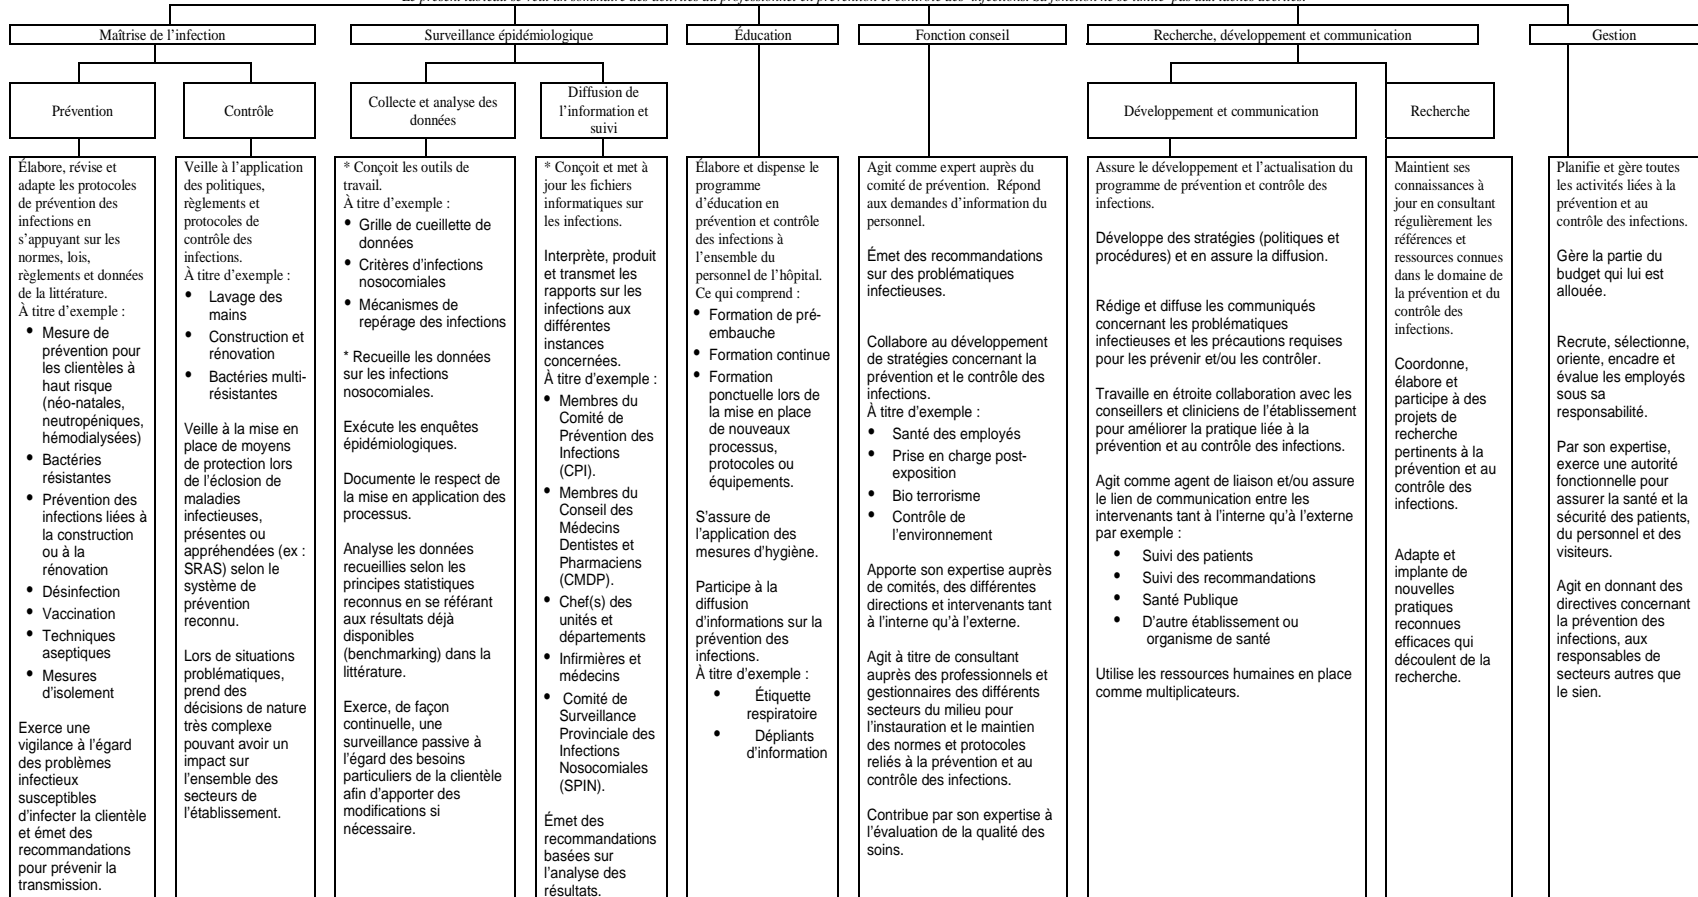 Le présent tableau se veut un sommaire des activités du professionnel en prévention et contrôle des infections. Sa fonction ne se limite pas aux tâches décrites.
Maîtrise de l’infection
Surveillance épidémiologique
Éducation
Fonction conseil
Recherche, développement et communication
Gestion
Prévention
Contrôle
Collecte et analyse des
données
Diffusion de
l’information et
suivi
Développement et communication
Recherche
Élabore, révise et
adapte les protocoles
de prévention des
infections en
s’appuyant sur les
normes, lois,
règlements et données
de la littérature.
À titre d’exemple :
• Mesure de
prévention pour
les clientèles à
haut risque
(néo-natales,
neutropéniques,
hémodialysées)
• Bactéries
résistantes
• Prévention des
infections liées à
la construction
ou à la
rénovation
• Désinfection
• Vaccination
• Techniques
aseptiques
• Mesures
d’isolement
Exerce une
vigilance à l’égard
des problèmes
infectieux
susceptibles
d’infecter la clientèle
et émet des
recommandations
pour prévenir la
transmission.
Veille à l’application
des politiques,
règlements et
protocoles de
contrôle des
infections.
À titre d’exemple :
• Lavage des
mains
• Construction et
rénovation
• Bactéries multi-
résistantes
Veille à la mise en
place de moyens
de protection lors
de l’éclosion de
maladies
infectieuses,
présentes ou
appréhendées (ex :
SRAS) selon le
système de
prévention
reconnu.
Lors de situations
problématiques,
prend des
décisions de nature
très complexe
pouvant avoir un
impact sur
l’ensemble des
secteurs de
l’établissement.
* Conçoit les outils de
travail.
À titre d’exemple :
• Grille de cueillette de
données
• Critères d’infections
nosocomiales
• Mécanismes de
repérage des infections
* Recueille les données
sur les infections
nosocomiales.
Exécute les enquêtes
épidémiologiques.
Documente le respect de
la mise en application des
processus.
Analyse les données
recueillies selon les
principes statistiques
reconnus en se référant
aux résultats déjà
disponibles
(benchmarking) dans la
littérature.
Exerce, de façon
continuelle, une
surveillance passive à
l’égard des besoins
particuliers de la clientèle
afin d’apporter des
modifications si
nécessaire.
* Conçoit et met à
jour les fichiers
informatiques sur
les infections.
Interprète, produit
et transmet les
rapports sur les
infections aux
différentes
instances
concernées.
À titre d’exemple :
• Membres du
Comité de
Prévention des
Infections
(CPI).
• Membres du
Conseil des
Médecins
Dentistes et
Pharmaciens
(CMDP).
• Chef(s) des
unités et
départements
• Infirmières et
médecins
• Comité de
Surveillance
Provinciale des
Infections
Nosocomiales
(SPIN).
Émet des
recommandations
basées sur
l’analyse des
résultats.
Élabore et dispense le
programme
d’éducation en
prévention et contrôle
des infections à
l’ensemble du
personnel de l’hôpital.
Ce qui comprend :
• Formation de pré-
embauche
• Formation continue
• Formation
ponctuelle lors de
la mise en place
de nouveaux
processus,
protocoles ou
équipements.
S’assure de
l’application des
mesures d’hygiène.
Participe à la
diffusion
d’informations sur la
prévention des
infections.
À titre d’exemple :
• Étiquette
respiratoire
• Dépliants
d’information
Agit comme expert auprès du
comité de prévention. Répond
aux demandes d’information du
personnel.
Émet des recommandations
sur des problématiques
infectieuses.
Collabore au développement
de stratégies concernant la
prévention et le contrôle des
infections.
À titre d’exemple :
• Santé des employés
• Prise en charge post-
exposition
• Bio terrorisme
• Contrôle de
l’environnement
Apporte son expertise auprès
de comités, des différentes
directions et intervenants tant
à l’interne qu’à l’externe.
Agit à titre de consultant
auprès des professionnels et
gestionnaires des différents
secteurs du milieu pour
l’instauration et le maintien
des normes et protocoles
reliés à la prévention et au
contrôle des infections.
Contribue par son expertise à
l’évaluation de la qualité des
soins.
Assure le développement et l’actualisation du
programme de prévention et contrôle des
infections.
Développe des stratégies (politiques et
procédures) et en assure la diffusion.
Rédige et diffuse les communiqués
concernant les problématiques
infectieuses et les précautions requises
pour les prévenir et/ou les contrôler.
Travaille en étroite collaboration avec les
conseillers et cliniciens de l’établissement
pour améliorer la pratique liée à la
prévention et au contrôle des infections.
Agit comme agent de liaison et/ou assure
le lien de communication entre les
intervenants tant à l’interne qu’à l’externe
par exemple :
• Suivi des patients
• Suivi des recommandations
• Santé Publique
• D’autre établissement ou
organisme de santé
Utilise les ressources humaines en place
comme multiplicateurs.
Maintient ses
connaissances à
jour en consultant
régulièrement les
références et
ressources connues
dans le domaine de
la prévention et du
contrôle des
infections.
Coordonne,
élabore et
participe à des
projets de
recherche
pertinents à la
prévention et au
contrôle des
infections.
Adapte et
implante de
nouvelles
pratiques
reconnues
efficaces qui
découlent de la
recherche.
Planifie et gère toutes
les activités liées à la
prévention et au
contrôle des infections.
Gère la partie du
budget qui lui est
allouée.
Recrute, sélectionne,
oriente, encadre et
évalue les employés
sous sa
responsabilité.
Par son expertise,
exerce une autorité
fonctionnelle pour
assurer la santé et la
sécurité des patients,
du personnel et des
visiteurs.
Agit en donnant des
directives concernant
la prévention des
infections, aux
responsables de
secteurs autres que
le sien.